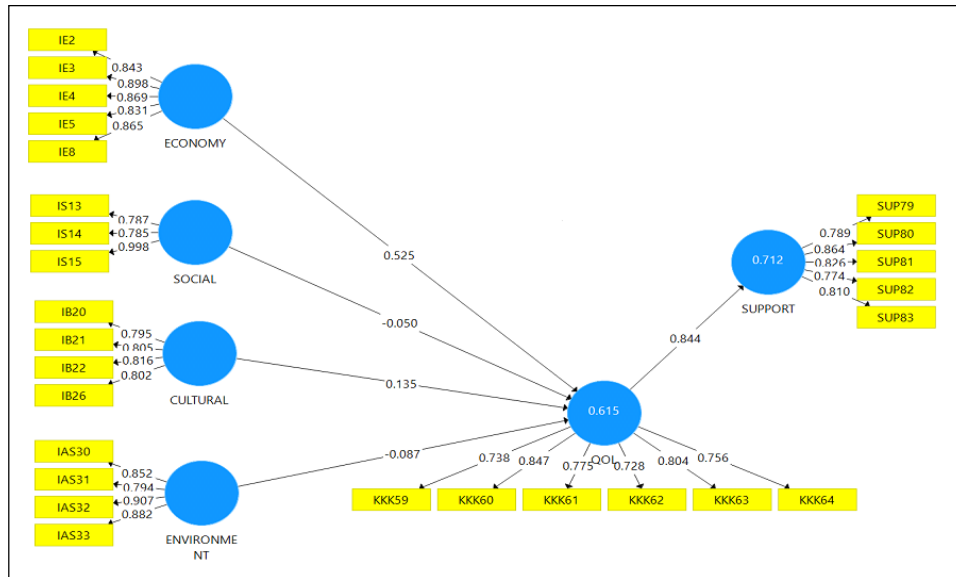 IE2
IE3
IE4
IE5
IE8
0.843
0.898
0.869
0.831
0.865
ECONOMY
IS13
IS14
IS15
0.787
0.785
0.998
SOCIAL
IB20
IB21
IB22
IB26
0.795
0.805
0.816
0.802
CULTURAL
IAS30
IAS31
IAS32
IAS33
0.852
0.794
0.907
0.882
ENVIRONME
NT
0.525
-0.050
0.135
-0.087
0.615
QOL
0.738
0.847
0.775
0.728
0.804
0.756
KKK59
KKK60
KKK61
KKK62
KKK63
KKK64
0.844
0.712
SUPPORT
0.789
0.864
0.826
0.774
0.810
SUP79
SUP80
SUP81
SUP82
SUP83